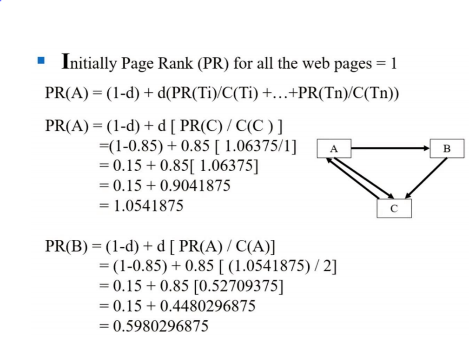 Initially Page Rank (PR) for all the web pages = 1
PR(A) = (1-d) + d(PR(Ti)/C(Ti) +…+PR(Tn)/C(Tn))
PR(A) = (1-d) + d [ PR(C) / C(C ) ]
=(1-0.85) + 0.85 [ 1.06375/1]
= 0.15 + 0.85[ 1.06375]
= 0.15 + 0.9041875
= 1.0541875
A
B
C
PR(B) = (1-d) + d [ PR(A) / C(A)]
= (1-0.85) + 0.85 [ (1.0541875) / 2]
= 0.15 + 0.85 [0.52709375]
= 0.15 + 0.4480296875
= 0.5980296875